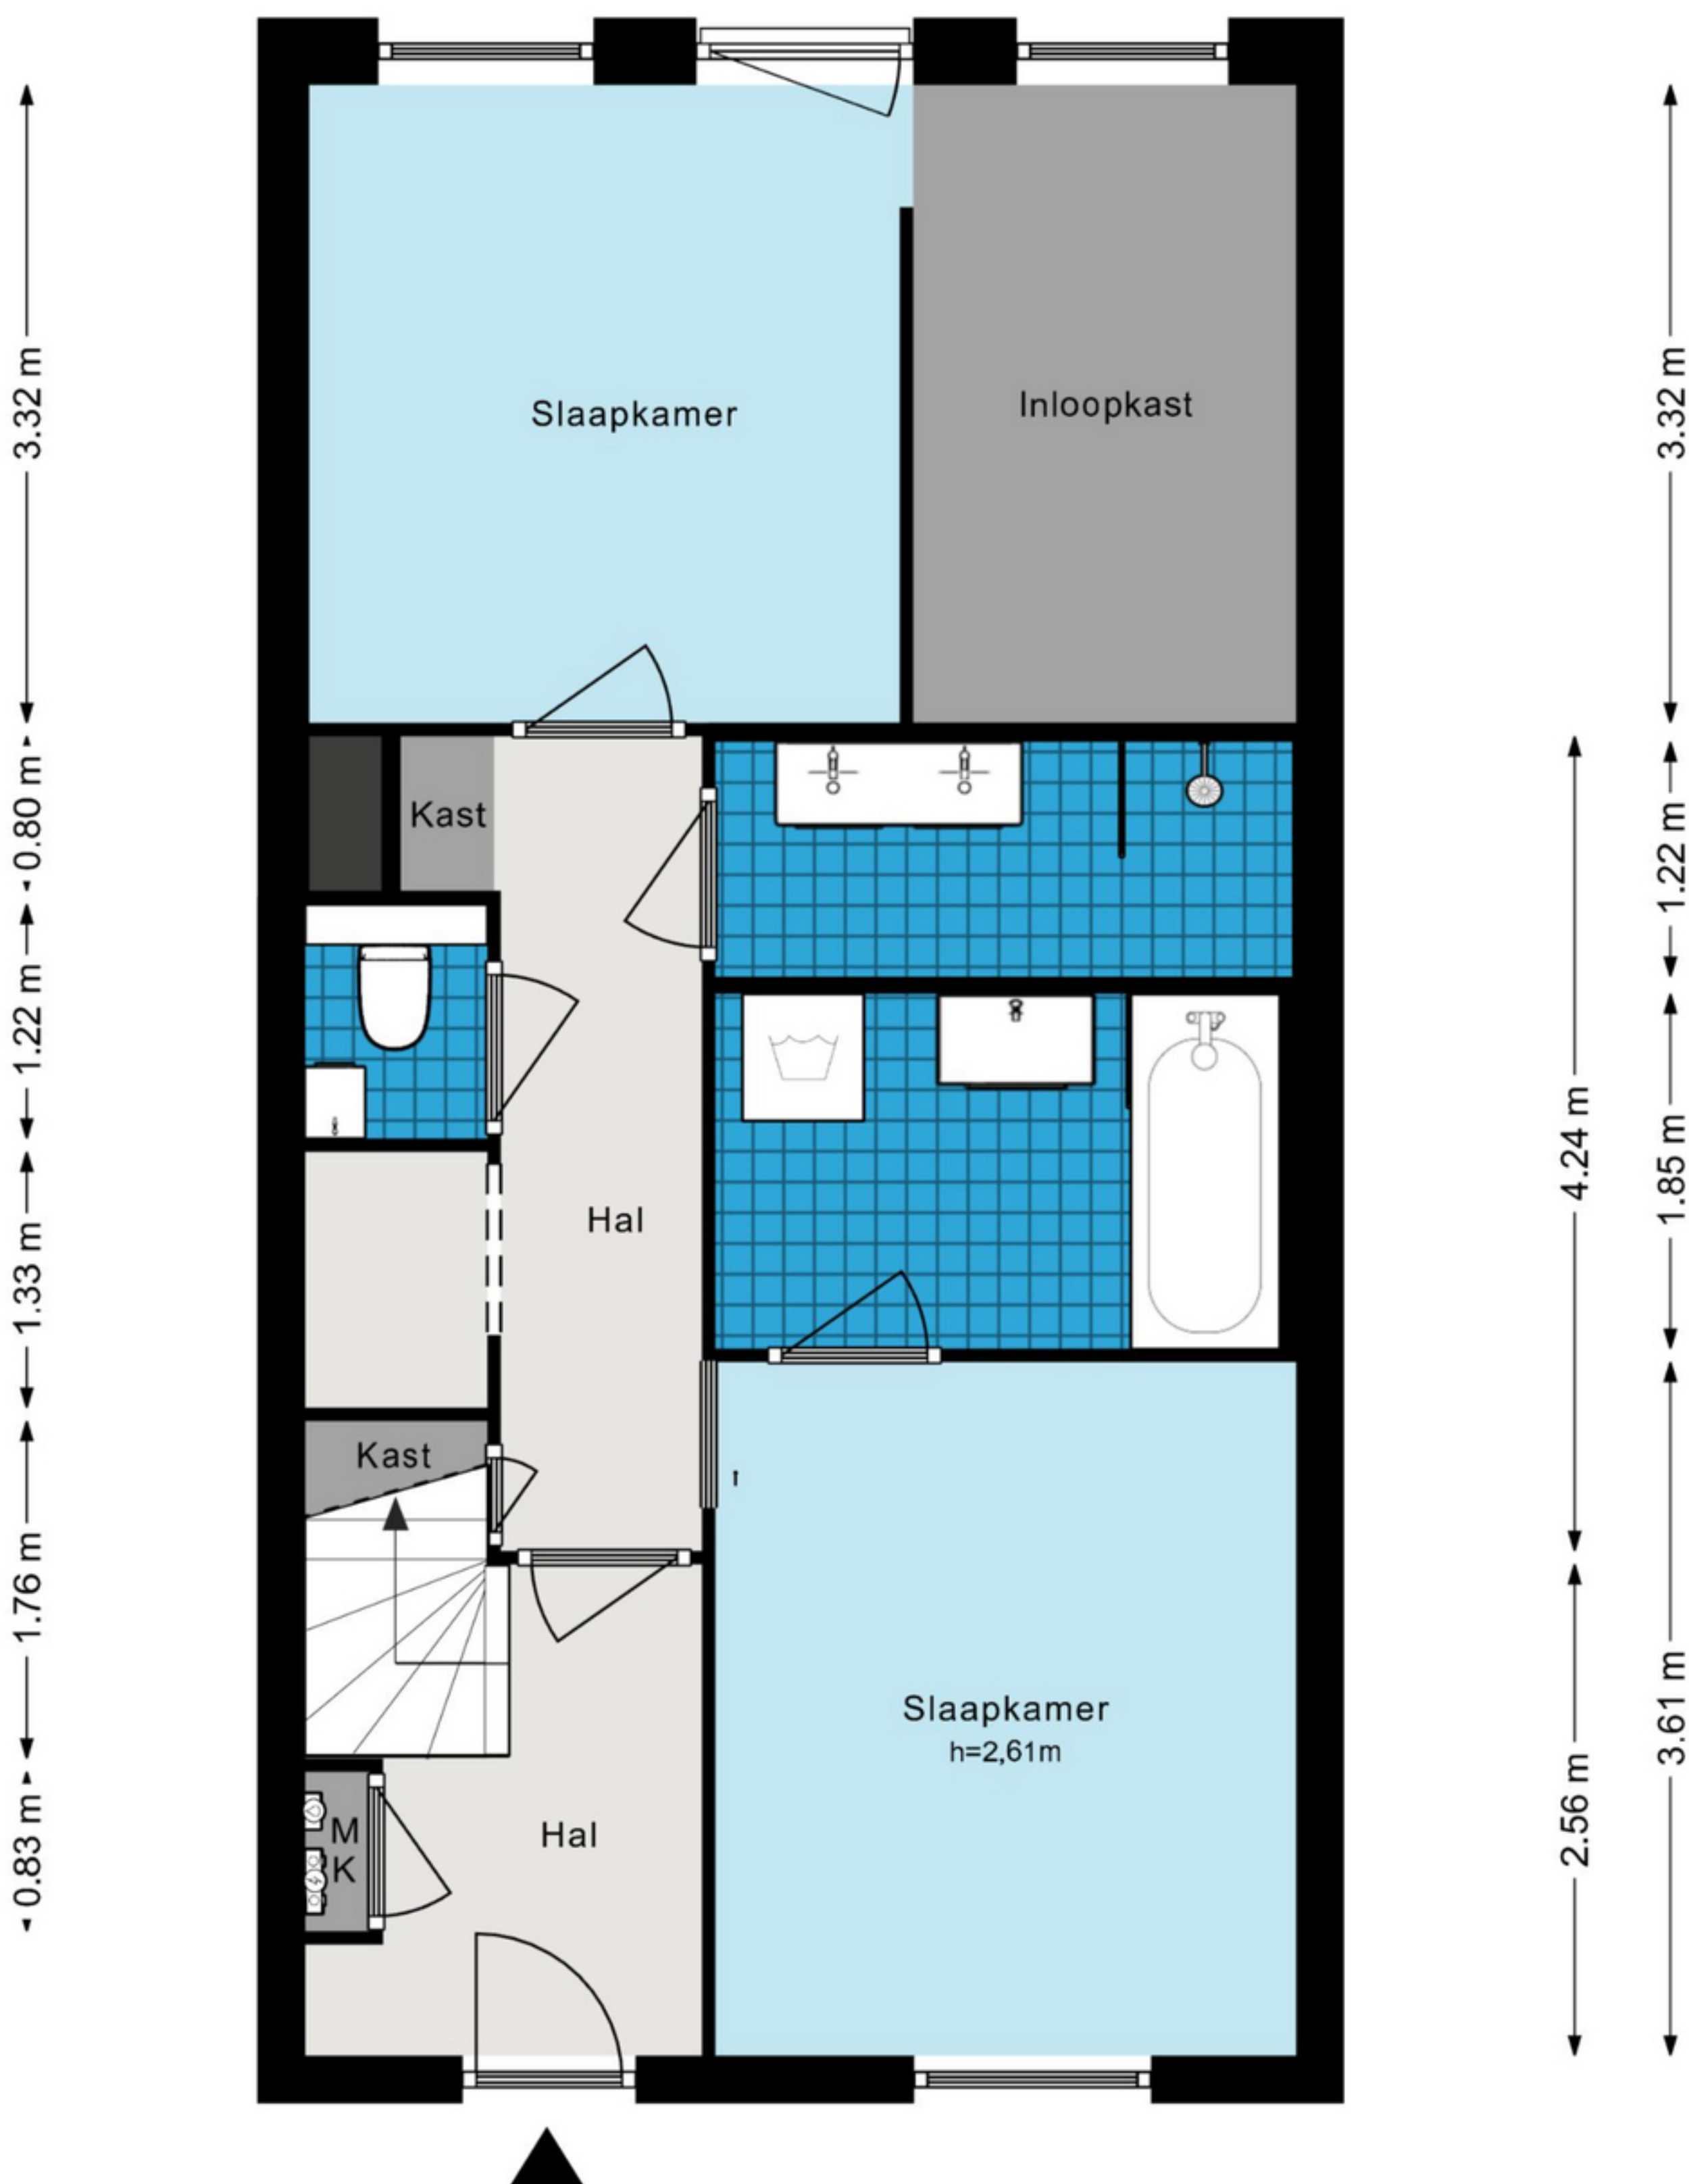 3.32 m
0.80 m
1.22 m
1.33 m
1.76 m
0.83 m
Slaapkamer
Inloopkast
Kast
Hal
Kast
Slaapkamer
h=2,61m
M
K
Hal
4.24 m
2.56 m
3.32 m
1.22 m
1.85 m
3.61 m